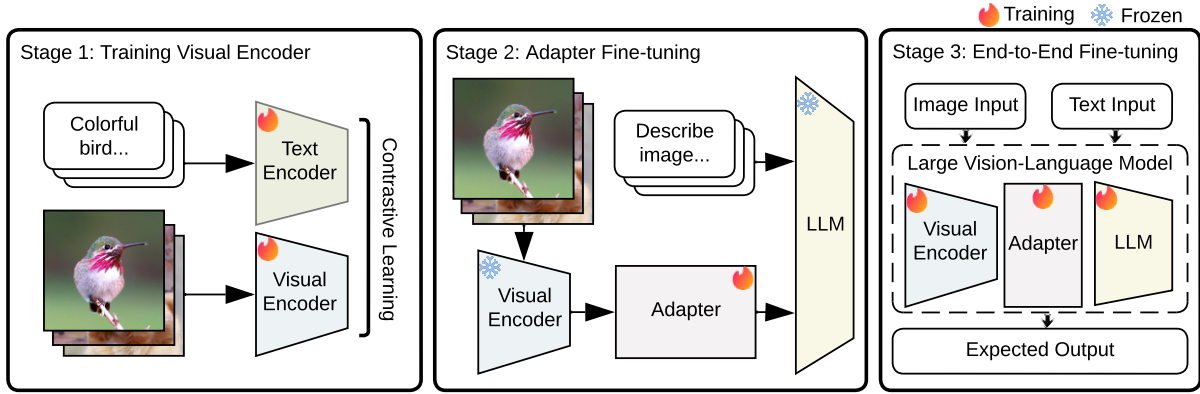 Training Frozen
Stage 1: Training Visual Encoder
Colorful
bird...
Text
Encoder
Visual
Encoder
Contrastive Learning
Stage 2: Adapter Fine-tuning
Describe
image...
LLM
Visual
Encoder
Adapter
Stage 3: End-to-End Fine-tuning
Image Input
Text Input
Large Vision-Language Model
Visual
Encoder
Adapter
LLM
Expected Output